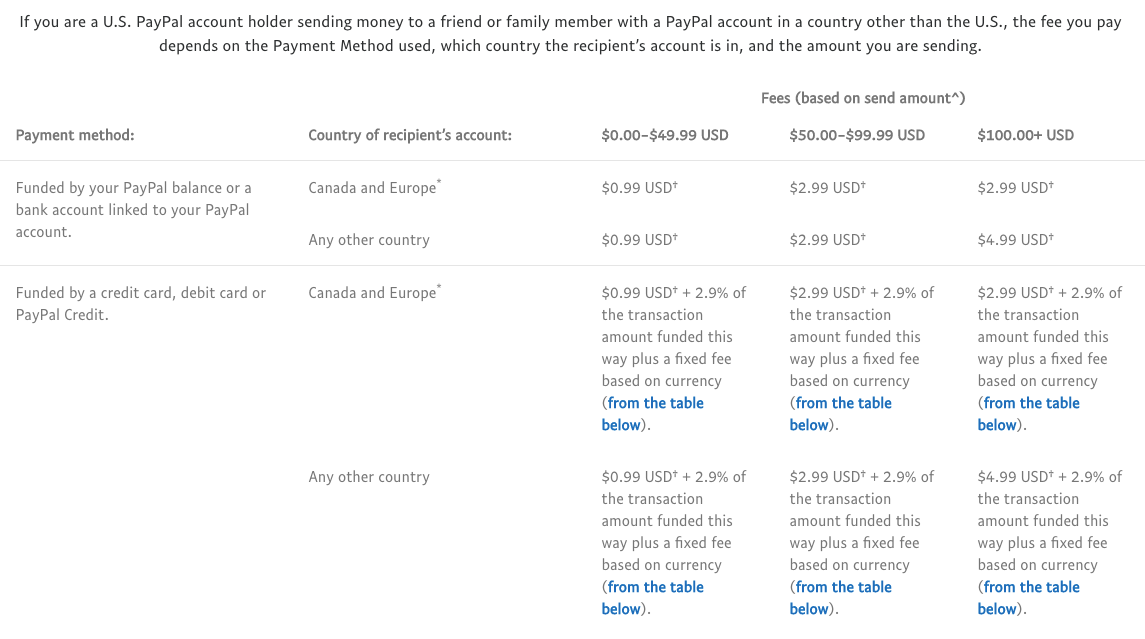 If you are a U.S. PayPal account holder sending money to a friend or family member with a PayPal account in a country other than the U.S., the fee you pay
depends on the Payment Method used, which country the recipient’s account is in, and the amount you are sending.
Fees (based on send amount^)
Payment method:
Country of recipient’s account:
$0.00–$49.99 USD
$50.00–$99.99 USD
$100.00+ USD
Funded by your PayPal balance or a
bank account linked to your PayPal
account.
Canada and Europe*
$0.99 USD†
$2.99 USD†
$2.99 USD†
Any other country
$0.99 USD†
$2.99 USD†
$4.99 USD†
Funded by a credit card, debit card or
PayPal Credit.
Canada and Europe*
$0.99 USD† + 2.9% of
the transaction
amount funded this
way plus a fixed fee
based on currency
(from the table
below).
$2.99 USD† + 2.9% of
the transaction
amount funded this
way plus a fixed fee
based on currency
(from the table
below).
$2.99 USD† + 2.9% of
the transaction
amount funded this
way plus a fixed fee
based on currency
(from the table
below).
Any other country
$0.99 USD† + 2.9% of
the transaction
amount funded this
way plus a fixed fee
based on currency
(from the table
below).
$2.99 USD† + 2.9% of
the transaction
amount funded this
way plus a fixed fee
based on currency
(from the table
below).
$4.99 USD† + 2.9% of
the transaction
amount funded this
way plus a fixed fee
based on currency
(from the table
below).